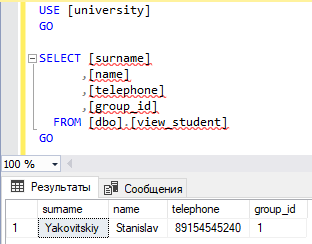 USE [university]
GO
SELECT [surname]
,[name]
,[telephone]
,[group_id]
FROM [dbo].[view_student]
GO
100 %
Результаты Сообщения
surname name telephone group_id
1 Yakovitskiy Stanislav 89154545240 1